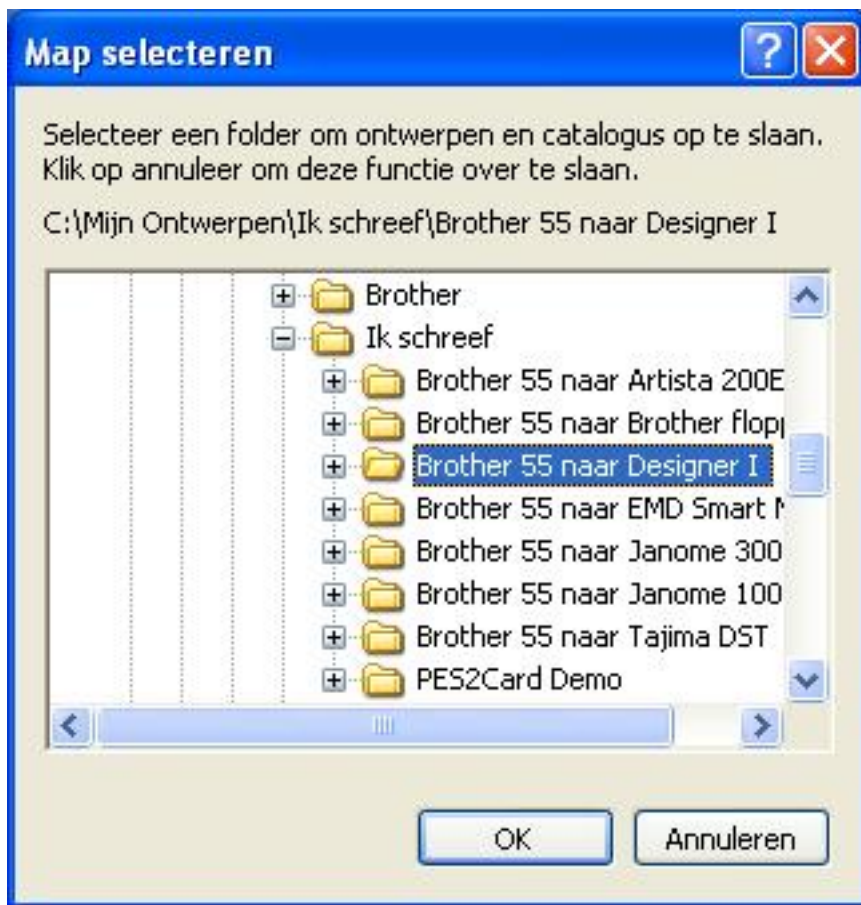 Map selecteren
Selecteer een folder om ontwerpen en catalogus op te slaan.
Klik op annuleer om deze functie over te slaan.
C:\Mijn Ontwerpen\Ik schreef\Brother 55 naar Designer I
Brother
Ik schreef
Brother 55 naar Artista 200E
Brother 55 naar Brother
Brother 55 naar Designer I
Brother 55 naar EMD Smart
Brother 55 naar Janome 300
Brother 55 naar Janome 100
Brother 55 naar Tajima DST
PES2Card Demo
OK Annuleren